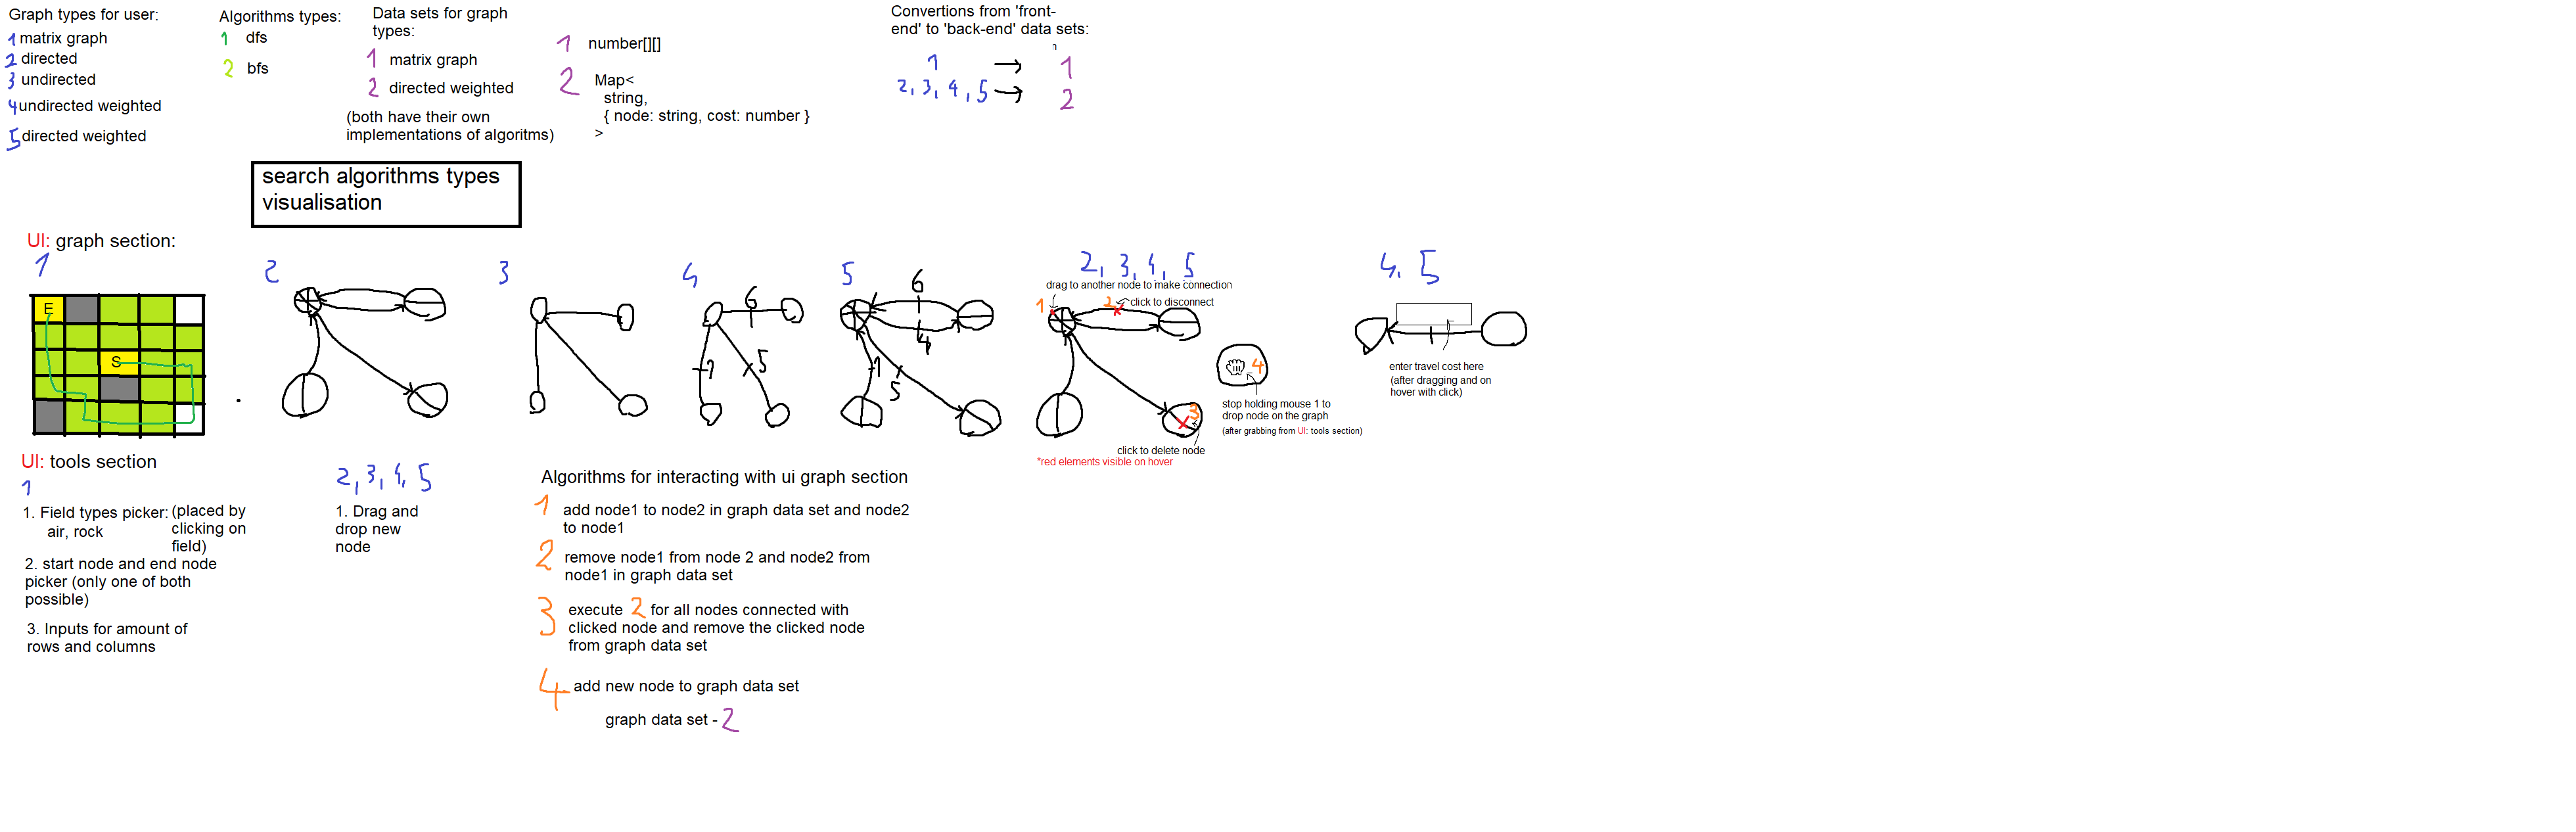 Graph types for user:
1 matrix graph
2 directed
3 undirected
4 undirected weighted
5 directed weighted
Algorithms types:
1 dfs
2 bfs
Data sets for graph
types:
1 matrix graph
2 directed weighted
(both have their own
implementations of algoritms)
1 number[][]
2 Map<
string,
{ node: string, cost: number }
>
Convertions from 'front-
end' to 'back-end' data sets:
n
1 → 1
2, 3, 4, 5 → 2
search algorithms types
visualisation
UI: graph section:
1
E
S
2
3
4
6
7
5
5
6
4
1
5
2, 3, 4, 5
drag to another node to make connection
1
2
click to disconnect
4
stop holding mouse 1 to
drop node on the graph
(after grabbing from UI: tools section)
3
click to delete node
*red elements visible on hover
4, 5
enter travel cost here
(after dragging and on
hover with click)
UI: tools section
1
1. Field types picker: (placed by
air, rock
clicking on
field)
2. start node and end node
picker (only one of both
possible)
3. Inputs for amount of
rows and columns
2, 3, 4, 5
1. Drag and
drop new
node
Algorithms for interacting with ui graph section
1 add node1 to node2 in graph data set and node2
to node1
2 remove node1 from node 2 and node2 from
node1 in graph data set
3 execute 2 for all nodes connected with
clicked node and remove the clicked node
from graph data set
4 add new node to graph data set
graph data set - 2